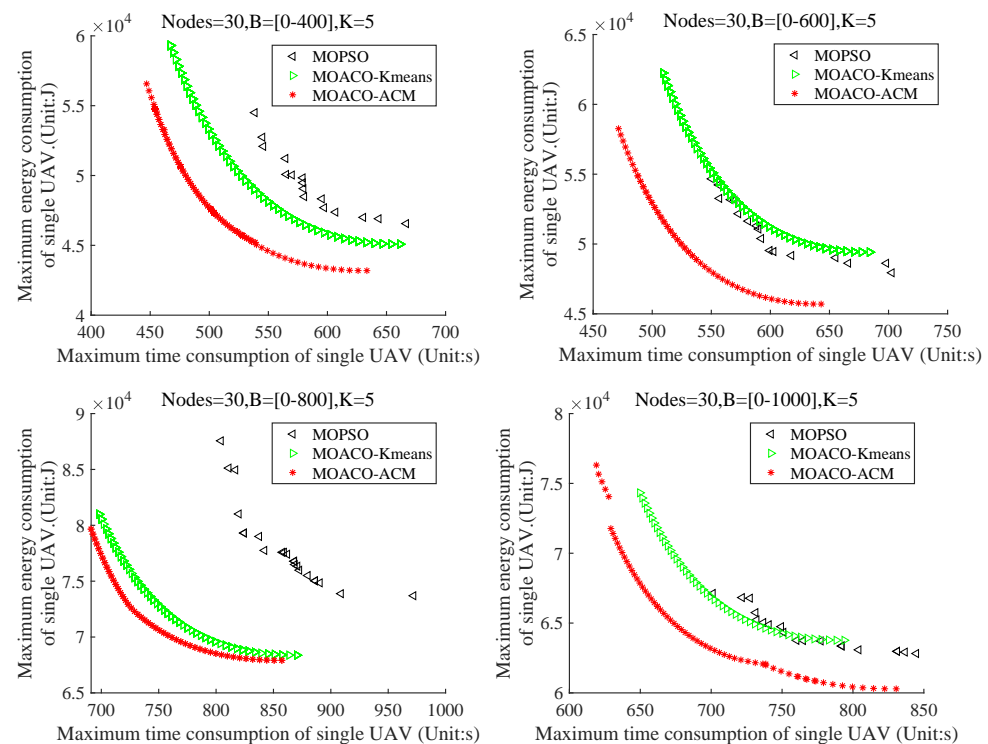 Nodes=30,B=[0-400],K=5
×10⁴
6
5.5
5
4.5
4
400 450 500 550 600 650 700
Maximum energy consumption
of single UAV.(Unit:J)
Maximum time consumption of single UAV (Unit:s)
MOPSO
MOACO-Kmeans
MOACO-ACM
Nodes=30,B=[0-600],K=5
×10⁴
6.5
6
5.5
5
4.5
450 500 550 600 650 700 750
Maximum energy consumption
of single UAV.(Unit:J)
Maximum time consumption of single UAV (Unit:s)
MOPSO
MOACO-Kmeans
MOACO-ACM
Nodes=30,B=[0-800],K=5
×10⁴
9
8.5
8
7.5
7
6.5
700 750 800 850 900 950 1000
Maximum energy consumption
of single UAV.(Unit:J)
Maximum time consumption of single UAV (Unit:s)
MOPSO
MOACO-Kmeans
MOACO-ACM
Nodes=30,B=[0-1000],K=5
×10⁴
8
7.5
7
6.5
6
600 650 700 750 800 850
Maximum energy consumption
of single UAV.(Unit:J)
Maximum time consumption of single UAV (Unit:s)
MOPSO
MOACO-Kmeans
MOACO-ACM